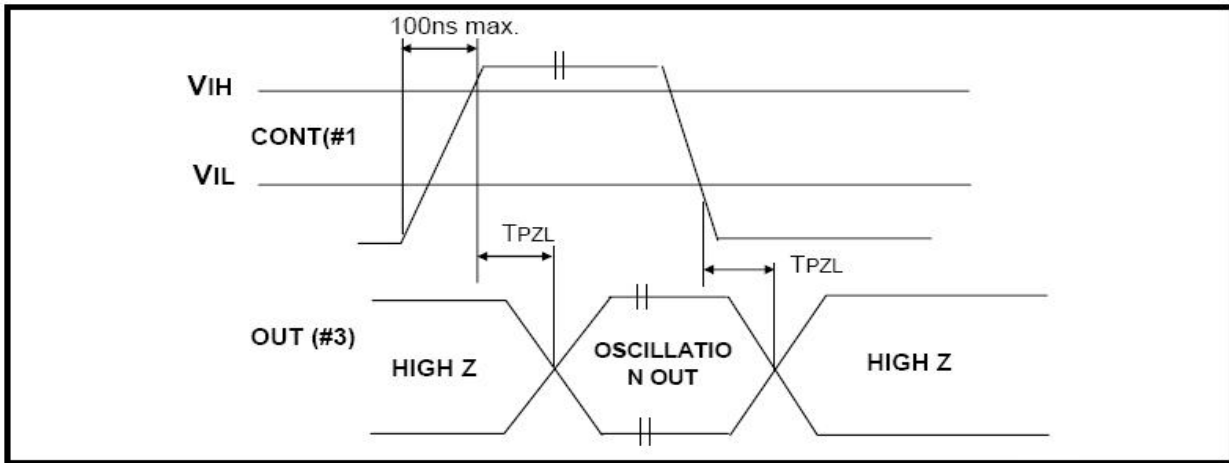 100ns max.
VIH
CONT(#1
VIL
TPZL
TPZL
OUT (#3)
HIGH Z
OSCILLATIO
N OUT
HIGH Z